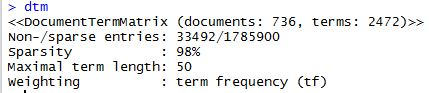 > dtm
<<DocumentTermMatrix (documents: 736, terms: 2472)>>
Non-/sparse entries: 33492/1785900
Sparsity           : 98%
Maximal term length: 50
Weighting          : term frequency (tf)